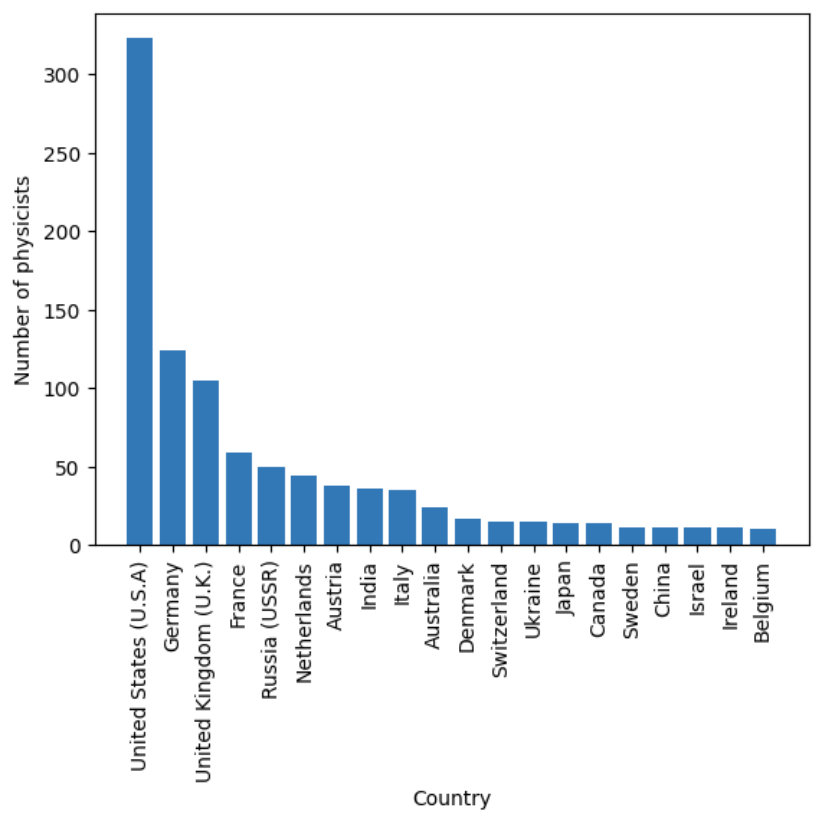 300
250
200
150
100
50
0
Number of physicists
United States (U.S.A)
Germany
United Kingdom (U.K.)
France
Russia (USSR)
Netherlands
Austria
India
Italy
Australia
Denmark
Switzerland
Ukraine
Japan
Canada
Sweden
China
Israel
Ireland
Belgium
Country